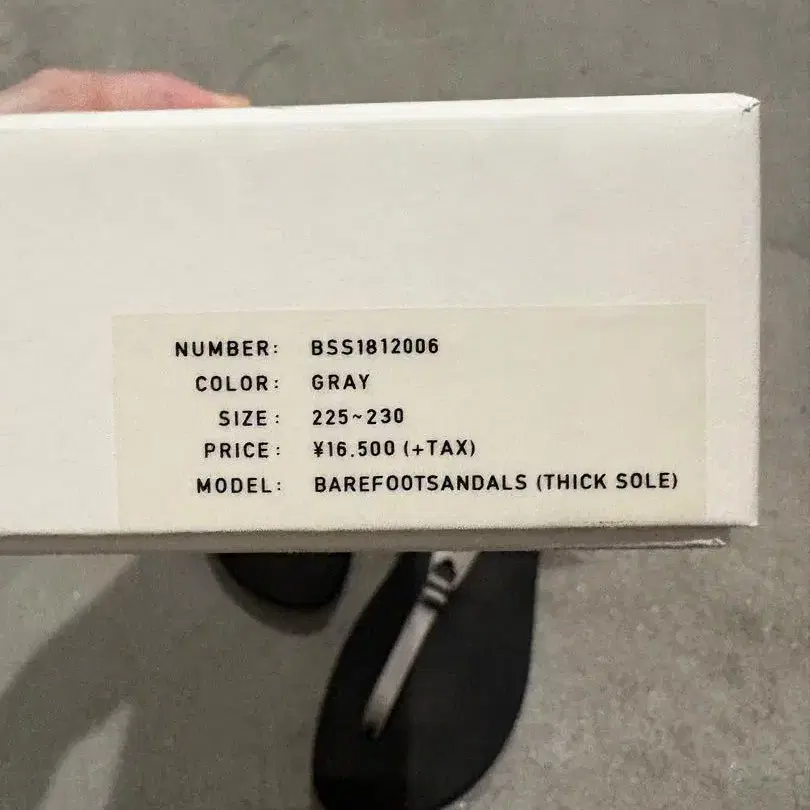 NUMBER: BSS1812006
COLOR: GRAY
SIZE: 225~230
PRICE: ¥16.500 (+TAX)
MODEL: BAREFOOTSANDALS (THICK SOLE)